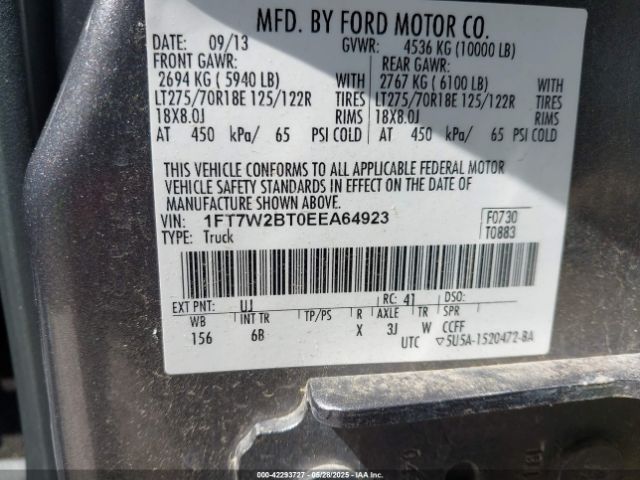 MFD. BY FORD MOTOR CO.
DATE: 09/13 GVWR: 4536 KG (10000 LB)
FRONT GAWR: REAR GAWR:
2694 KG ( 5940 LB) WITH 2767 KG ( 6100 LB) WITH
LT275/70R18E 125/122R TIRES LT275/70R18E 125/122R TIRES
18X8.0J RIMS 18X8.0J RIMS
AT 450 kPa/ 65 PSI COLD AT 450 kPa/ 65 PSI COLD
THIS VEHICLE CONFORMS TO ALL APPLICABLE FEDERAL MOTOR
VEHICLE SAFETY STANDARDS IN EFFECT ON THE DATE OF
MANUFACTURE SHOWN ABOVE.
VIN: 1FT7W2BT0EEA64923 F0730
TYPE: Truck T0883
EXT PNT: UJ RC: 41 DSO:
WB INT TR TP/PS R AXLE TR SPR
156 6B X 3J W CCFF
UTC ▽5U5A-1520472-BA
000-42293727 - 05/28/2025 - IAAI.COM